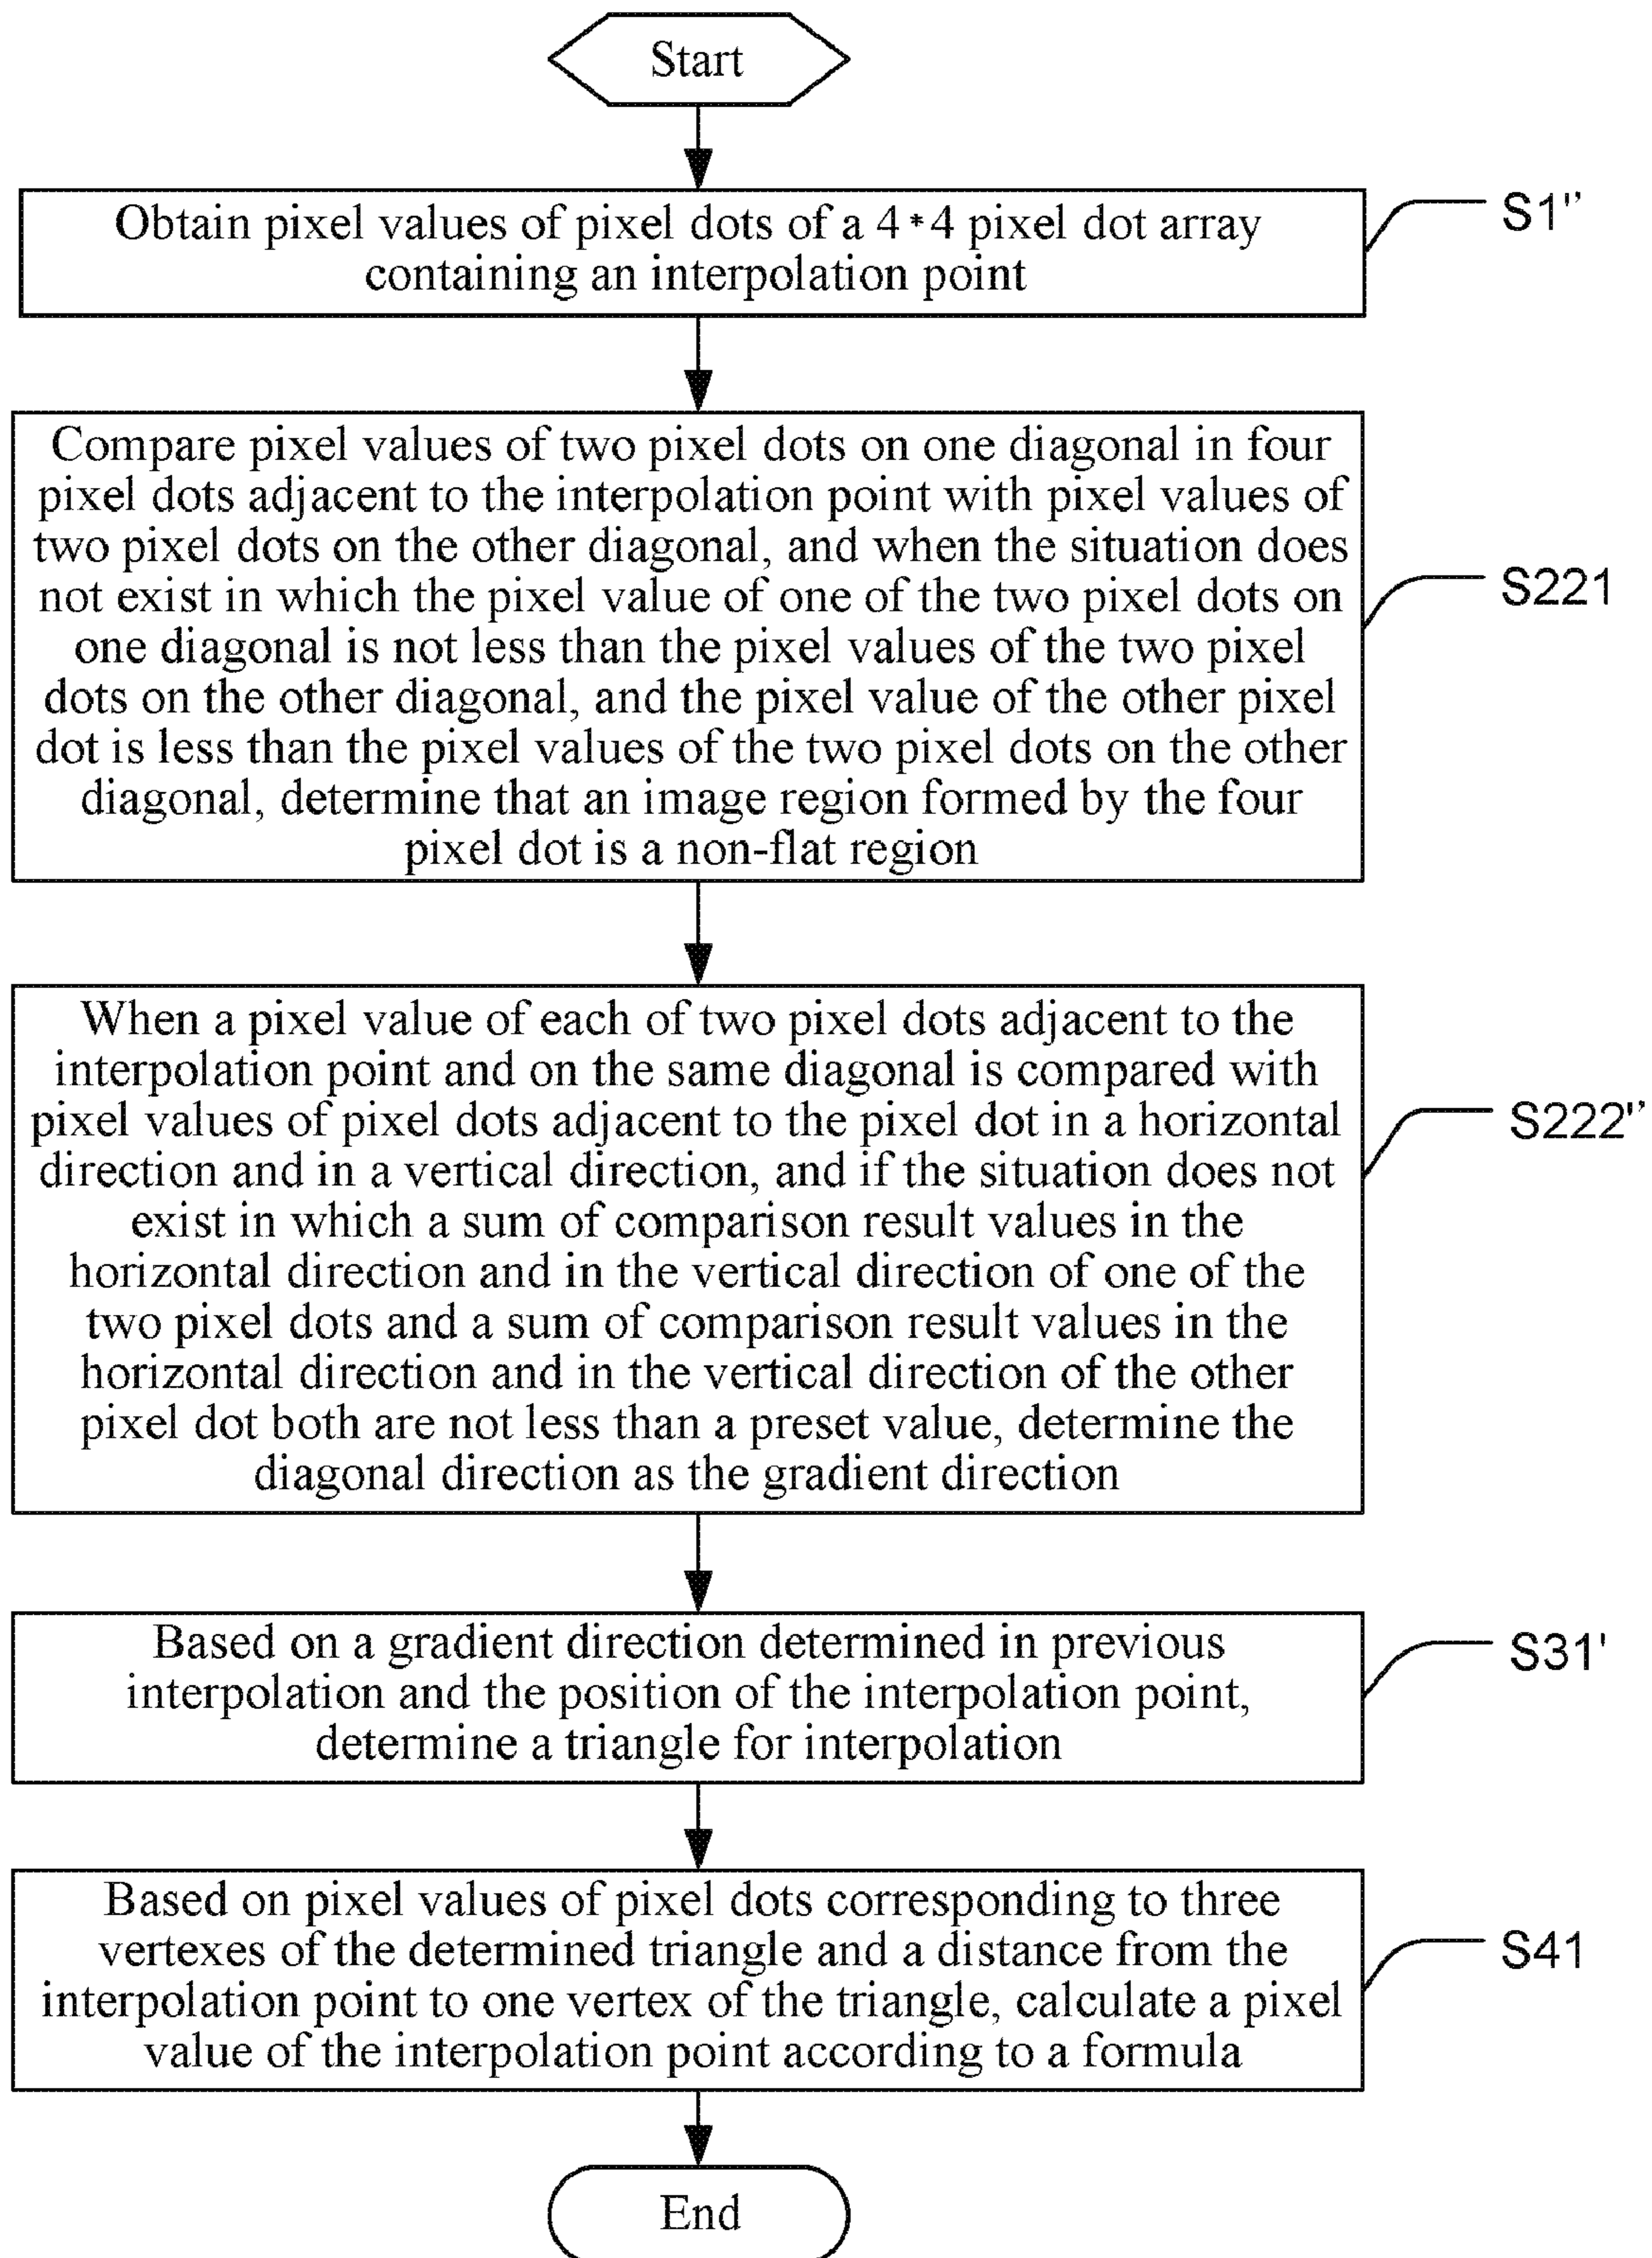 Start
Obtain pixel values of pixel dots of a 4*4 pixel dot array
containing an interpolation point
S1''
Compare pixel values of two pixel dots on one diagonal in four
pixel dots adjacent to the interpolation point with pixel values of
two pixel dots on the other diagonal, and when the situation does
not exist in which the pixel value of one of the two pixel dots on
one diagonal is not less than the pixel values of the two pixel
dots on the other diagonal, and the pixel value of the other pixel
dot is less than the pixel values of the two pixel dots on the other
diagonal, determine that an image region formed by the four
pixel dot is a non-flat region
S221
When a pixel value of each of two pixel dots adjacent to the
interpolation point and on the same diagonal is compared with
pixel values of pixel dots adjacent to the pixel dot in a horizontal
direction and in a vertical direction, and if the situation does not
exist in which a sum of comparison result values in the
horizontal direction and in the vertical direction of one of the
two pixel dots and a sum of comparison result values in the
horizontal direction and in the vertical direction of the other
pixel dot both are not less than a preset value, determine the
diagonal direction as the gradient direction
S222''
Based on a gradient direction determined in previous
interpolation and the position of the interpolation point,
determine a triangle for interpolation
S31'
Based on pixel values of pixel dots corresponding to three
vertexes of the determined triangle and a distance from the
interpolation point to one vertex of the triangle, calculate a pixel
value of the interpolation point according to a formula
S41
End